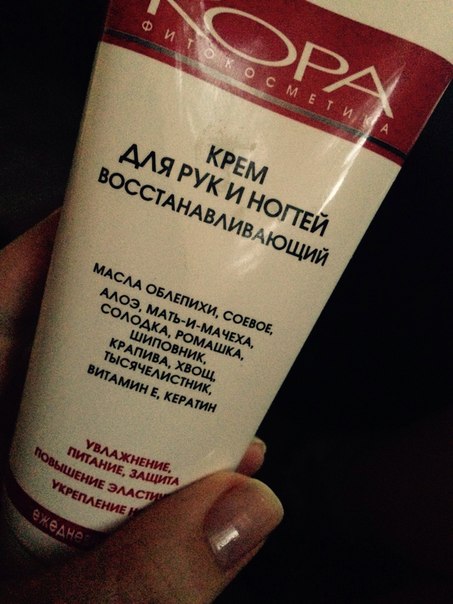 КОРА
ФИТОКОСМЕТИКА
КРЕМ
ДЛЯ РУК И НОГТЕЙ
ВОССТАНАВЛИВАЮЩИЙ
МАСЛА ОБЛЕПИХИ, СОЕВОЕ,
АЛОЭ, МАТЬ-И-МАЧЕХА,
СОЛОДКА, РОМАШКА,
ШИПОВНИК,
КРАПИВА, ХВОЩ,
ТЫСЯЧЕЛИСТНИК,
ВИТАМИН Е, КЕРАТИН
УВЛАЖНЕНИЕ,
ПИТАНИЕ, ЗАЩИТА
ПОВЫШЕНИЕ
УКРЕПЛЕНИЕ